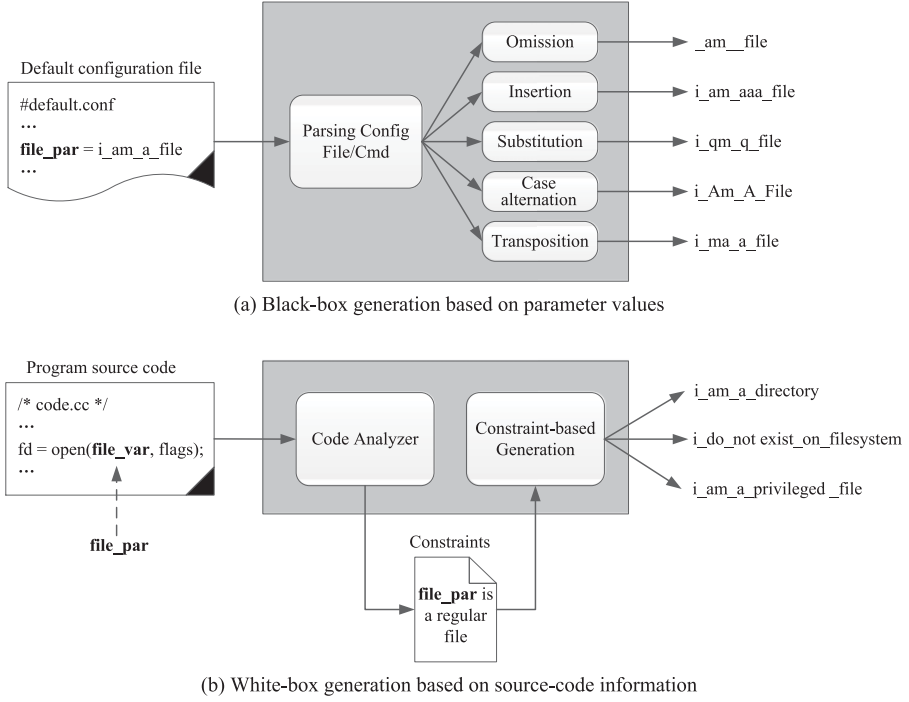 Default configuration file
#default.conf
...
file_par = i_am_a_file
...
Parsing Config
File/Cmd
Omission
Insertion
Substitution
Case
alternation
Transposition
_am__file
i_am_aaa_file
i_qm_q_file
i_Am_A_File
i_ma_a_file
(a) Black-box generation based on parameter values
Program source code
/* code.cc */
...
fd = open(file_var, flags);
...
file_par
Code Analyzer
Constraint-based
Generation
Constraints
file_par is
a regular
file
i_am_a_directory
i_do_not exist_on_filesystem
i_am_a_privileged _file
(b) White-box generation based on source-code information